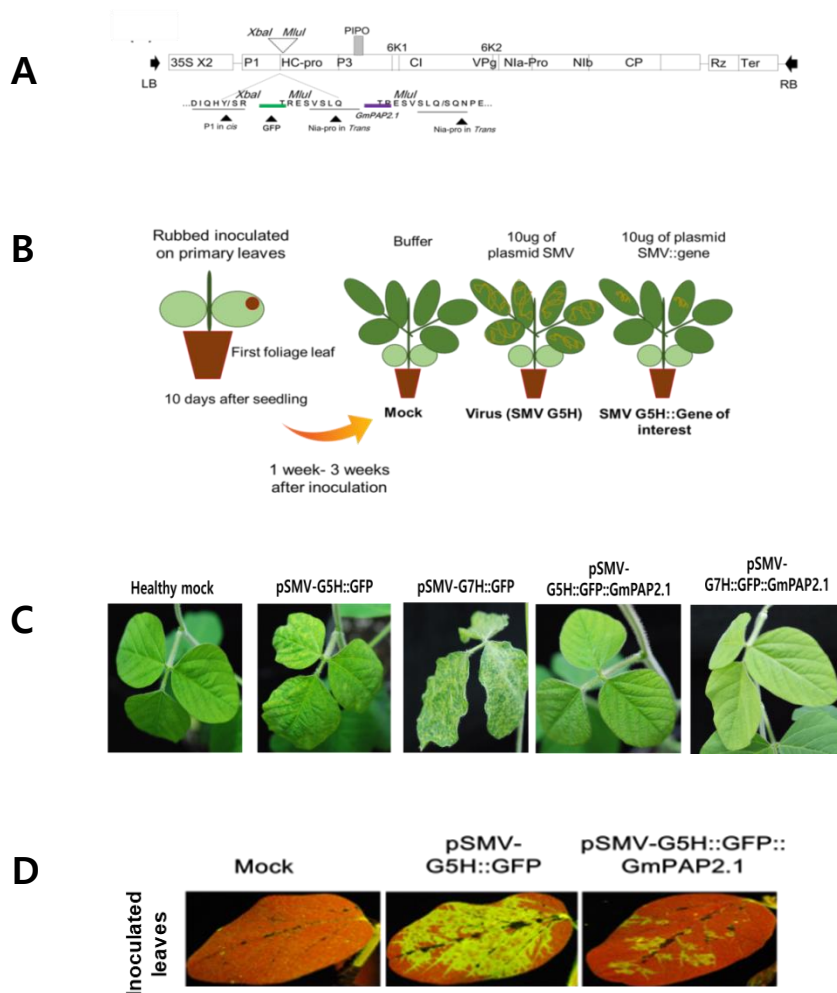 A
XbaI MluI
PIPO
6K1
6K2
35S X2
P1
HC-pro
P3
CI
VPg
NIa-Pro
NIb
CP
Rz
Ter
LB
RB
XbaI MluI MluI
...DIQHY/SR TRESVSLQ TRESVSLQ/SQNPE...
GmPAP2.1
P1 in cis GFP Nia-pro in Trans Nia-pro in Trans
B
Rubbed inoculated
on primary leaves
First foliage leaf
10 days after seedling
1 week- 3 weeks
after inoculation
Buffer
Mock
10ug of
plasmid SMV
Virus (SMV G5H)
10ug of plasmid
SMV::gene
SMV G5H::Gene of
interest
C
Healthy mock
pSMV-G5H::GFP
pSMV-G7H::GFP
pSMV-
G5H::GFP::GmPAP2.1
pSMV-
G7H::GFP::GmPAP2.1
D
Mock
pSMV-
G5H::GFP
pSMV-G5H::GFP::
GmPAP2.1
Inoculated
leaves